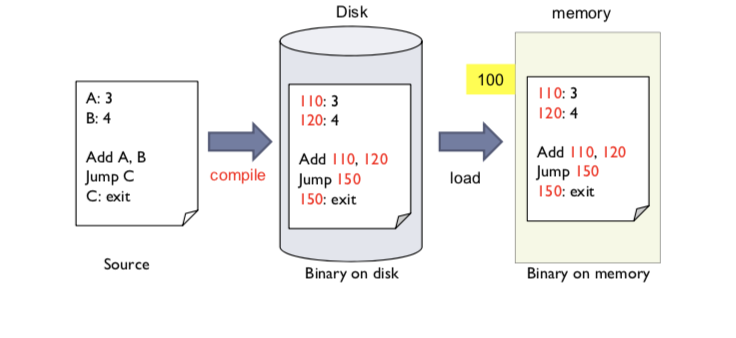 Disk
memory
A: 3
B: 4
Add A, B
Jump C
C: exit
Source
compile
110: 3
120: 4
Add 110, 120
Jump 150
150: exit
Binary on disk
load
100
110: 3
120: 4
Add 110, 120
Jump 150
150: exit
Binary on memory